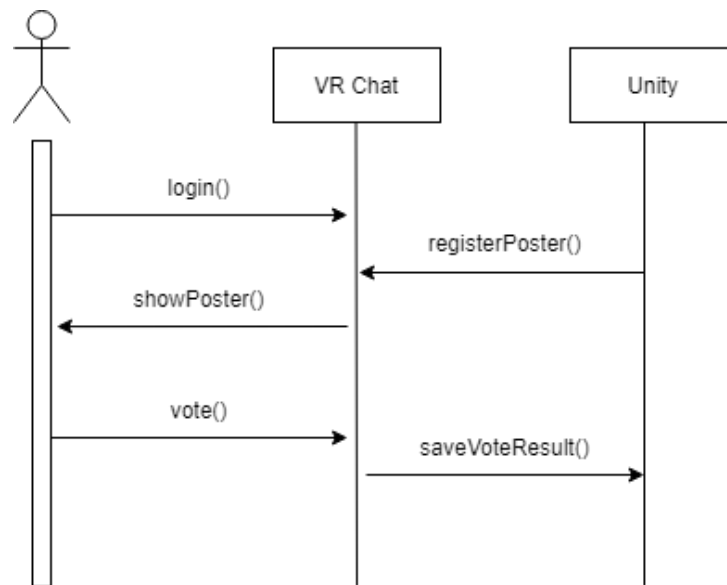 VR Chat
Unity
login()
registerPoster()
showPoster()
vote()
saveVoteResult()